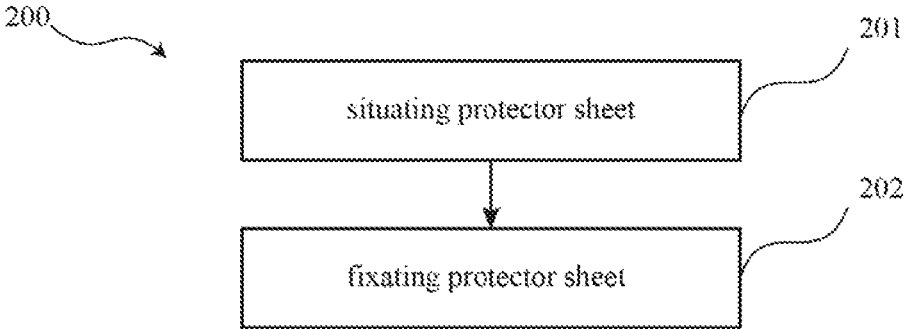 200
201
situating protector sheet
202
fixating protector sheet